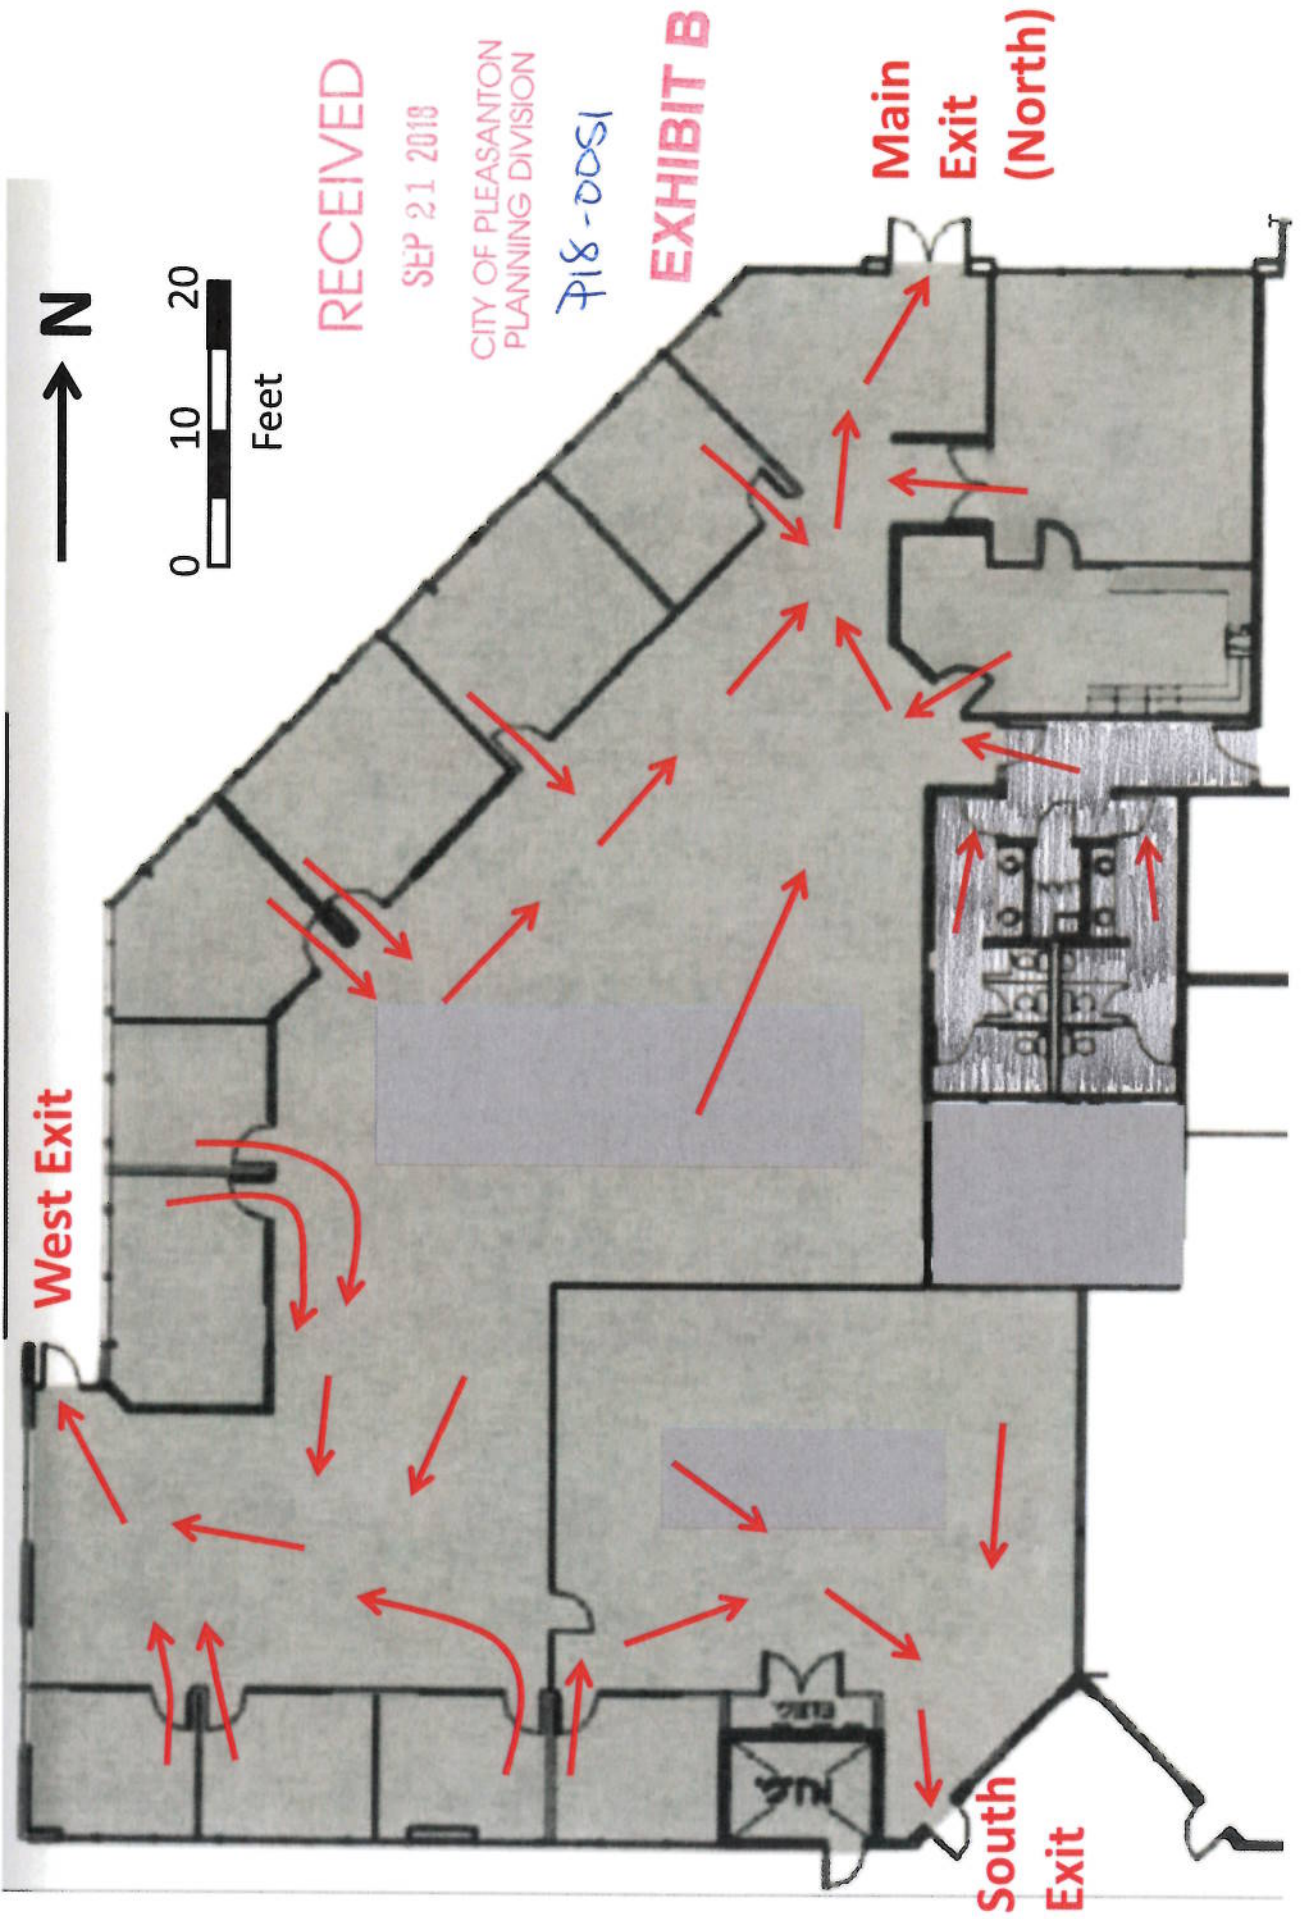 West Exit
N
0 10 20
Feet
RECEIVED
SEP 21 2018
CITY OF PLEASANTON
PLANNING DIVISION
P18-0051
EXHIBIT B
Main
Exit
(North)
South
Exit
ELEC.
N.I.C.